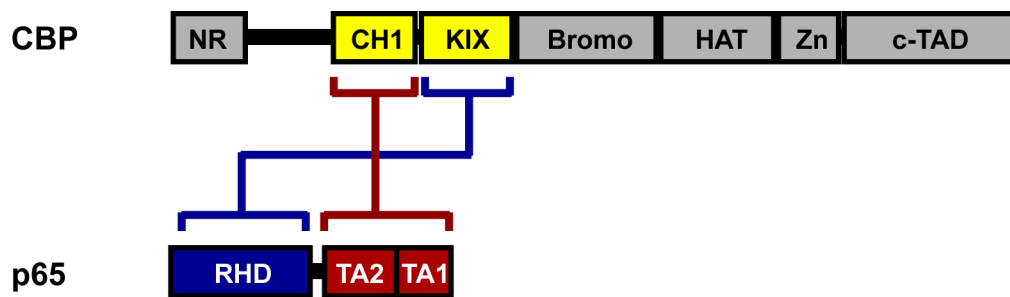 CBP NR CH1 KIX Bromo HAT Zn c-TAD
p65 RHD TA2 TA1